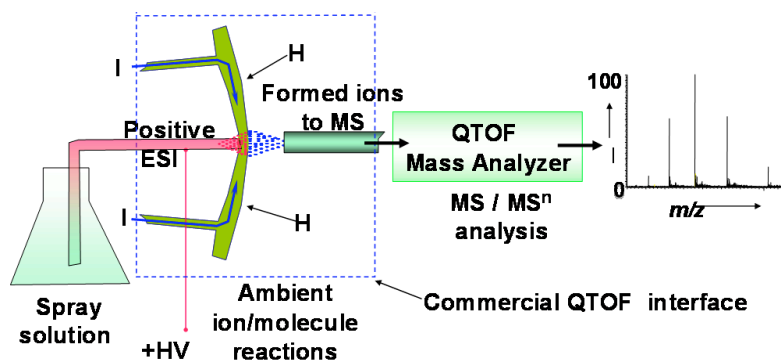 I
H
Formed ions
to MS
Positive
ESI
QTOF
Mass Analyzer
MS / MSⁿ
analysis
100
I
0
m/z
I
H
Spray
solution
+HV
Ambient
ion/molecule
reactions
Commercial QTOF interface